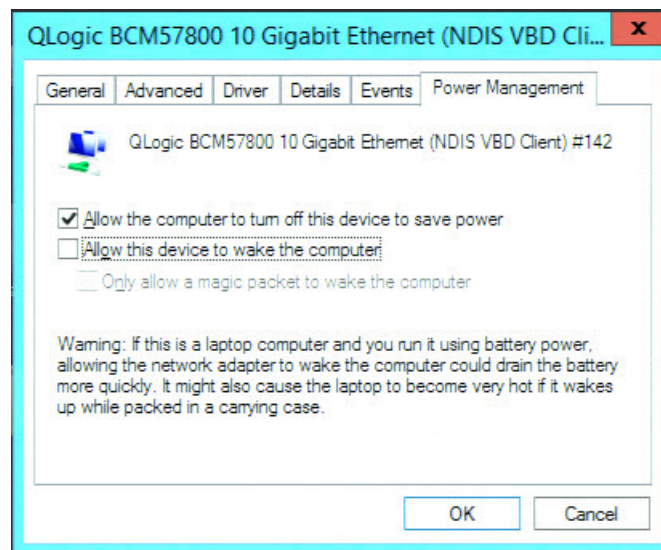 QLogic BCM57800 10 Gigabit Ethernet (NDIS VBD Cli... x
General Advanced Driver Details Events Power Management
QLogic BCM57800 10 Gigabit Ethernet (NDIS VBD Client) #142
Allow the computer to turn off this device to save power
Allow this device to wake the computer
Only allow a magic packet to wake the computer
Warning: If this is a laptop computer and you run it using battery power,
allowing the network adapter to wake the computer could drain the battery
more quickly. It might also cause the laptop to become very hot if it wakes
up while packed in a carrying case.
OK Cancel